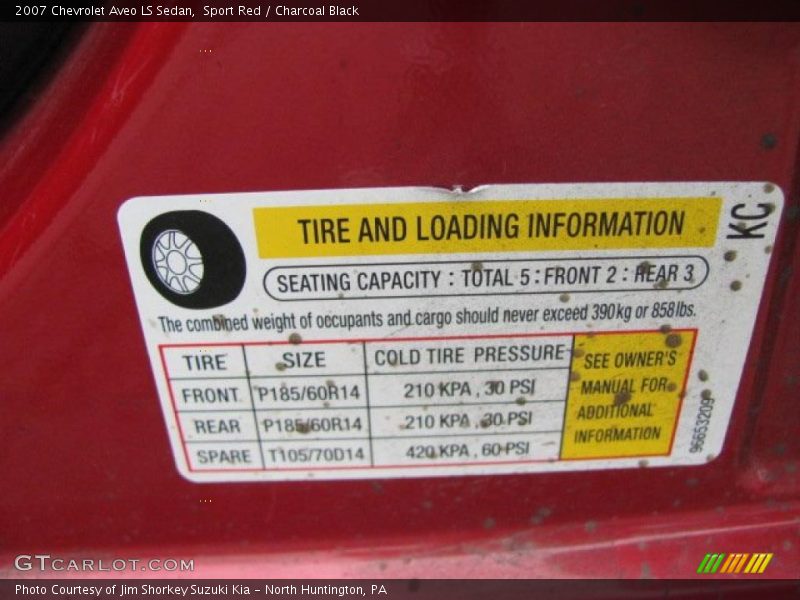 2007 Chevrolet Aveo LS Sedan, Sport Red / Charcoal Black
TIRE AND LOADING INFORMATION
KC
SEATING CAPACITY : TOTAL 5 : FRONT 2 : REAR 3
The combined weight of occupants and cargo should never exceed 390kg or 858lbs.
TIRE SIZE COLD TIRE PRESSURE
FRONT P185/60R14 210 KPA , 30 PSI
REAR P185/60R14 210 KPA , 30 PSI
SPARE T105/70D14 420 KPA , 60 PSI
SEE OWNER'S
MANUAL FOR
ADDITIONAL
INFORMATION
96653209
GTCARLOT.COM
Photo Courtesy of Jim Shorkey Suzuki Kia - North Huntington, PA